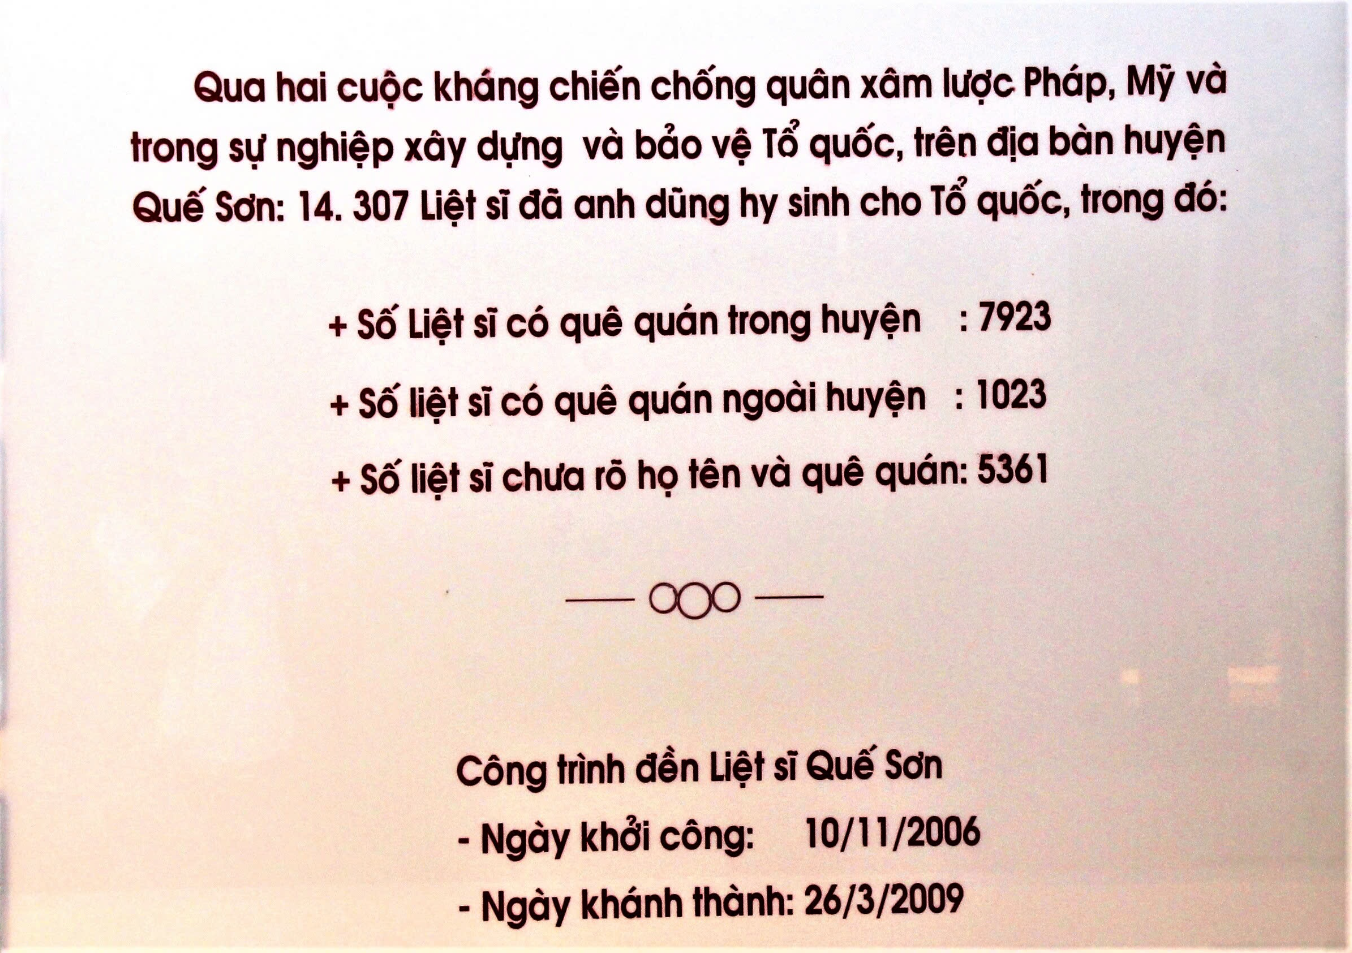 Qua hai cuộc kháng chiến chống quân xâm lược Pháp, Mỹ và
trong sự nghiệp xây dựng và bảo vệ Tổ quốc, trên địa bàn huyện
Quế Sơn: 14. 307 Liệt sĩ đã anh dũng hy sinh cho Tổ quốc, trong đó:
+ Số Liệt sĩ có quê quán trong huyện : 7923
+ Số liệt sĩ có quê quán ngoài huyện : 1023
+ Số liệt sĩ chưa rõ họ tên và quê quán: 5361
Công trình đền Liệt sĩ Quế Sơn
- Ngày khởi công: 10/11/2006
- Ngày khánh thành: 26/3/2009